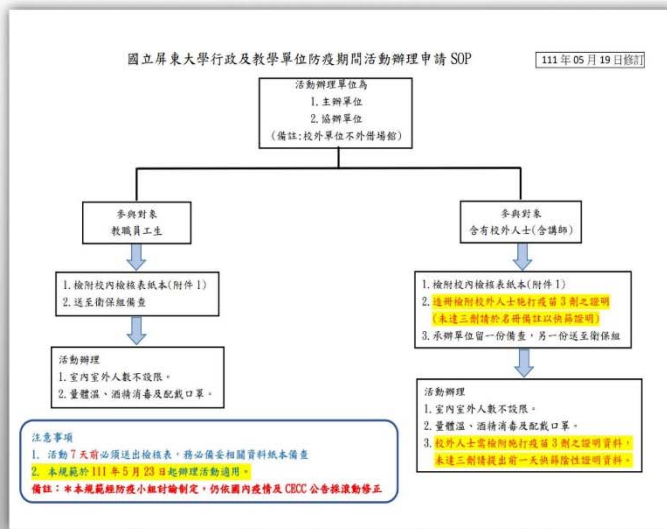 國立屏東大學行政及教學單位防疫期間活動辦理申請 SOP
111 年 05 月 19 日修訂
活動辦理單位為
1.主辦單位
2.協辦單位
(備註:校外單位不外借場館)
參與對象
教職員工生
1.檢附校內檢核表紙本(附件 1)
2.送至衛保組備查
活動辦理
1.室內室外人數不設限。
2.量體溫、酒精消毒及配戴口罩。
參與對象
含有校外人士(含講師)
1.檢附校內檢核表紙本(附件 1)
2.造冊檢附校外人士施打疫苗 3 劑之證明
(未達三劑請於名冊備註以快篩證明)
3.承辦單位留一份備查,另一份送至衛保組
活動辦理
1.室內室外人數不設限。
2.量體溫、酒精消毒及配戴口罩。
3.校外人士需檢附施打疫苗 3 劑之證明資料,
未達三劑請提出前一天快篩陰性證明資料。
注意事項
1. 活動 7 天前必須送出檢核表,務必備妥相關資料紙本備查
2. 本規範於 111 年 5 月 23 日起辦理活動適用。
備註:*本規範經防疫小組討論制定,仍依國內疫情及 CECC 公告採滾動修正